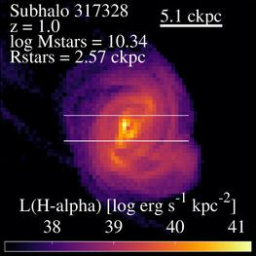 Subhalo 317328
5.1 ckpc
z = 1.0
log Mstars = 10.34
Rstars = 2.57 ckpc
L(H-alpha) [log erg s⁻¹ kpc⁻²]
38 39 40 41